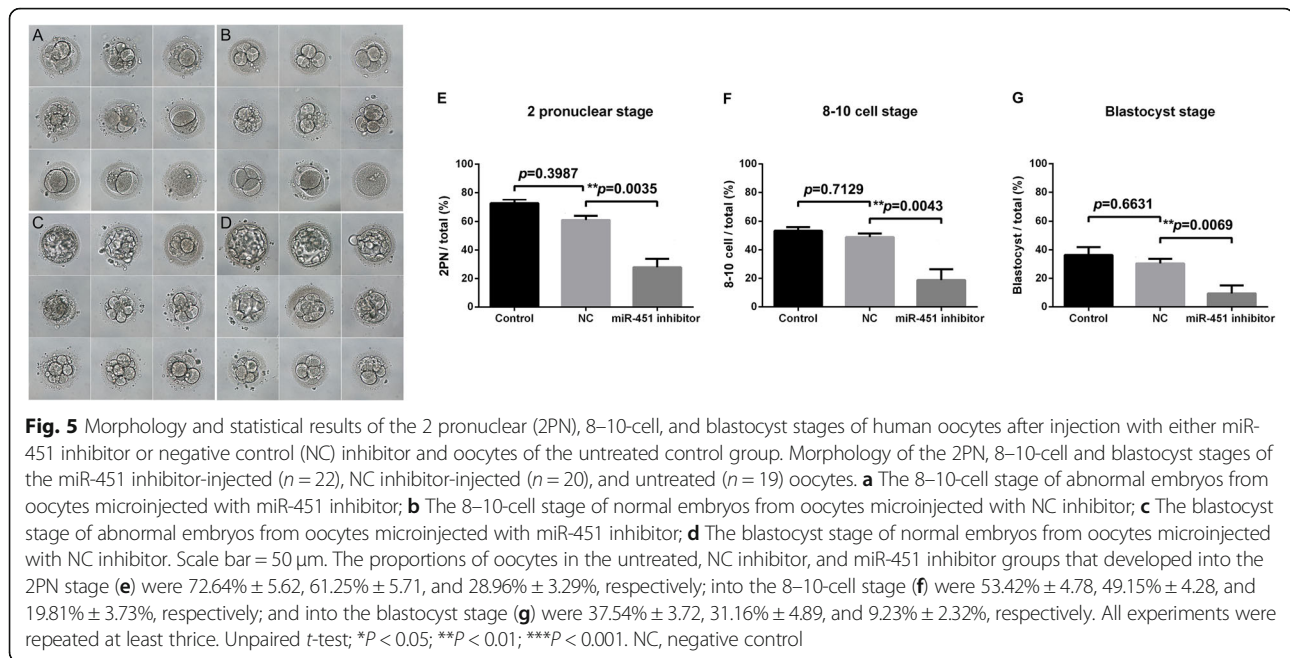 A
B
C
D
E
2 pronuclear stage
2PN / total (%)
100
80
60
40
20
0
p=0.3987
**p=0.0035
Control
NC
miR-451 inhibitor
F
8-10 cell stage
8-10 cell / total (%)
100
80
60
40
20
0
p=0.7129
**p=0.0043
Control
NC
miR-451 inhibitor
G
Blastocyst stage
Blastocyst / total (%)
100
80
60
40
20
0
p=0.6631
**p=0.0069
Control
NC
miR-451 inhibitor
Fig. 5 Morphology and statistical results of the 2 pronuclear (2PN), 8–10-cell, and blastocyst stages of human oocytes after injection with either miR-
451 inhibitor or negative control (NC) inhibitor and oocytes of the untreated control group. Morphology of the 2PN, 8–10-cell and blastocyst stages of
the miR-451 inhibitor-injected (n = 22), NC inhibitor-injected (n = 20), and untreated (n = 19) oocytes. a The 8–10-cell stage of abnormal embryos from
oocytes microinjected with miR-451 inhibitor; b The 8–10-cell stage of normal embryos from oocytes microinjected with NC inhibitor; c The blastocyst
stage of abnormal embryos from oocytes microinjected with miR-451 inhibitor; d The blastocyst stage of normal embryos from oocytes microinjected
with NC inhibitor. Scale bar = 50 μm. The proportions of oocytes in the untreated, NC inhibitor, and miR-451 inhibitor groups that developed into the
2PN stage (e) were 72.64% ± 5.62, 61.25% ± 5.71, and 28.96% ± 3.29%, respectively; into the 8–10-cell stage (f) were 53.42% ± 4.78, 49.15% ± 4.28, and
19.81% ± 3.73%, respectively; and into the blastocyst stage (g) were 37.54% ± 3.72, 31.16% ± 4.89, and 9.23% ± 2.32%, respectively. All experiments were
repeated at least thrice. Unpaired t-test; *P < 0.05; **P < 0.01; ***P < 0.001. NC, negative control